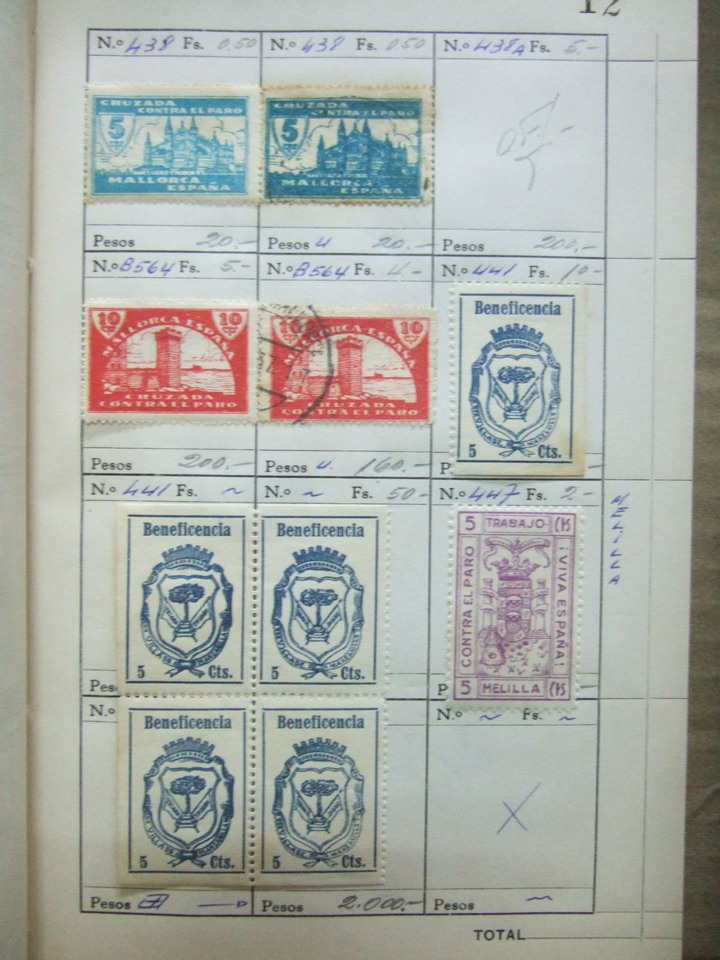 12
N.o 438 Fs. 0.50 N.o 438 Fs. 0.50 N.o 438A Fs. 5.-
CRUZADA
CONTRA EL PARO
5
MALLORCA
ESPAÑA
CRUZADA
CONTRA EL PARO
5
MALLORCA
ESPAÑA
Pesos 20.- Pesos u 20.- Pesos 200.-
N.o B564 Fs. 5.- N.o B564 Fs. 4.- N.o 441 Fs. 10-
10 10
MALLORCA-ESPAÑA
CRUZADA
CONTRA EL PARO
10 10
MALLORCA-ESPAÑA
CRUZADA
CONTRA EL PARO
Beneficencia
5 Cts.
Pesos 200.- Pesos u. 160.- P
N.o 441 Fs. ~ N.o ~ Fs. 50- N.o 447 Fs. 2-
MELILLA
Beneficencia
5 Cts.
Beneficencia
5 Cts.
5 TRABAJO Cts
CONTRA EL PARO
¡VIVA ESPAÑA!
5 MELILLA Cts
Pes P
N.o N.o ~ Fs. ~
Beneficencia
5 Cts.
Beneficencia
5 Cts.
X
Pesos Pesos 2.000.- Pesos ~
TOTAL